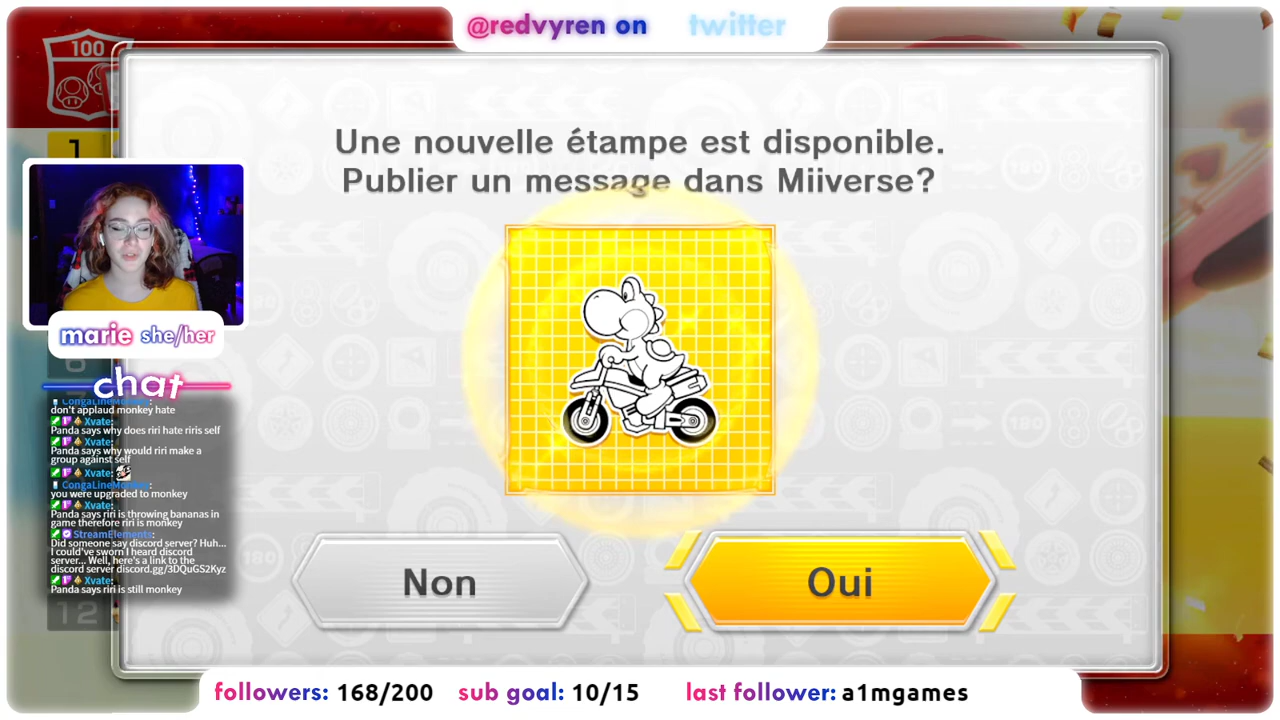 @redvyren on twitter
100
Une nouvelle étampe est disponible.
Publier un message dans Miiverse?
1
marie she/her
chat
CongaLineMonkey:
don't applaud monkey hate
Xvate:
Panda says why does riri hate riris self
Xvate:
Panda says why would riri make a
group against self
Xvate:
CongaLineMonkey:
you were upgraded to monkey
Xvate:
Panda says riri is throwing bananas in
game therefore riri is monkey
StreamElements:
Did someone say discord server? Huh...
I could've sworn I heard discord
server... Well, here's a link to the
discord server discord.gg/3DQuGS2Kyz
Xvate:
Panda says riri is still monkey
12
Non
Oui
followers: 168/200 sub goal: 10/15 last follower: a1mgames